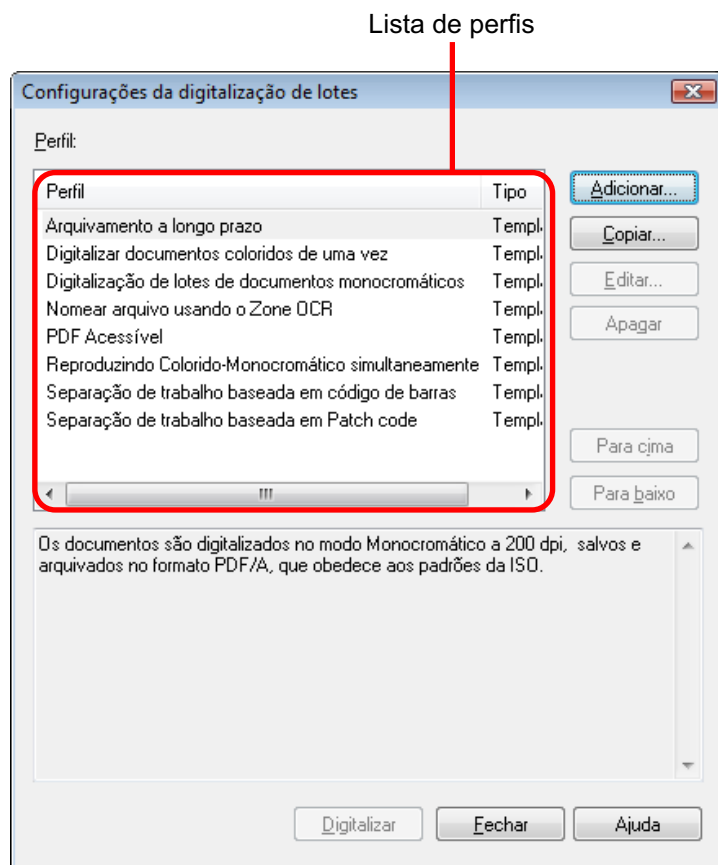 Lista de perfis
Configurações da digitalização de lotes
Perfil:
Perfil Tipo
Adicionar...
Arquivamento a longo prazo Templ
Copiar...
Digitalizar documentos coloridos de uma vez Templ
Digitalização de lotes de documentos monocromáticos Templ
Editar...
Nomear arquivo usando o Zone OCR Templ
Apagar
PDF Acessível Templ
Reproduzindo Colorido-Monocromático simultaneamente Templ
Separação de trabalho baseada em código de barras Templ
Separação de trabalho baseada em Patch code Templ
Para cima
Para baixo
Os documentos são digitalizados no modo Monocromático a 200 dpi, salvos e
arquivados no formato PDF/A, que obedece aos padrões da ISO.
Digitalizar Fechar Ajuda